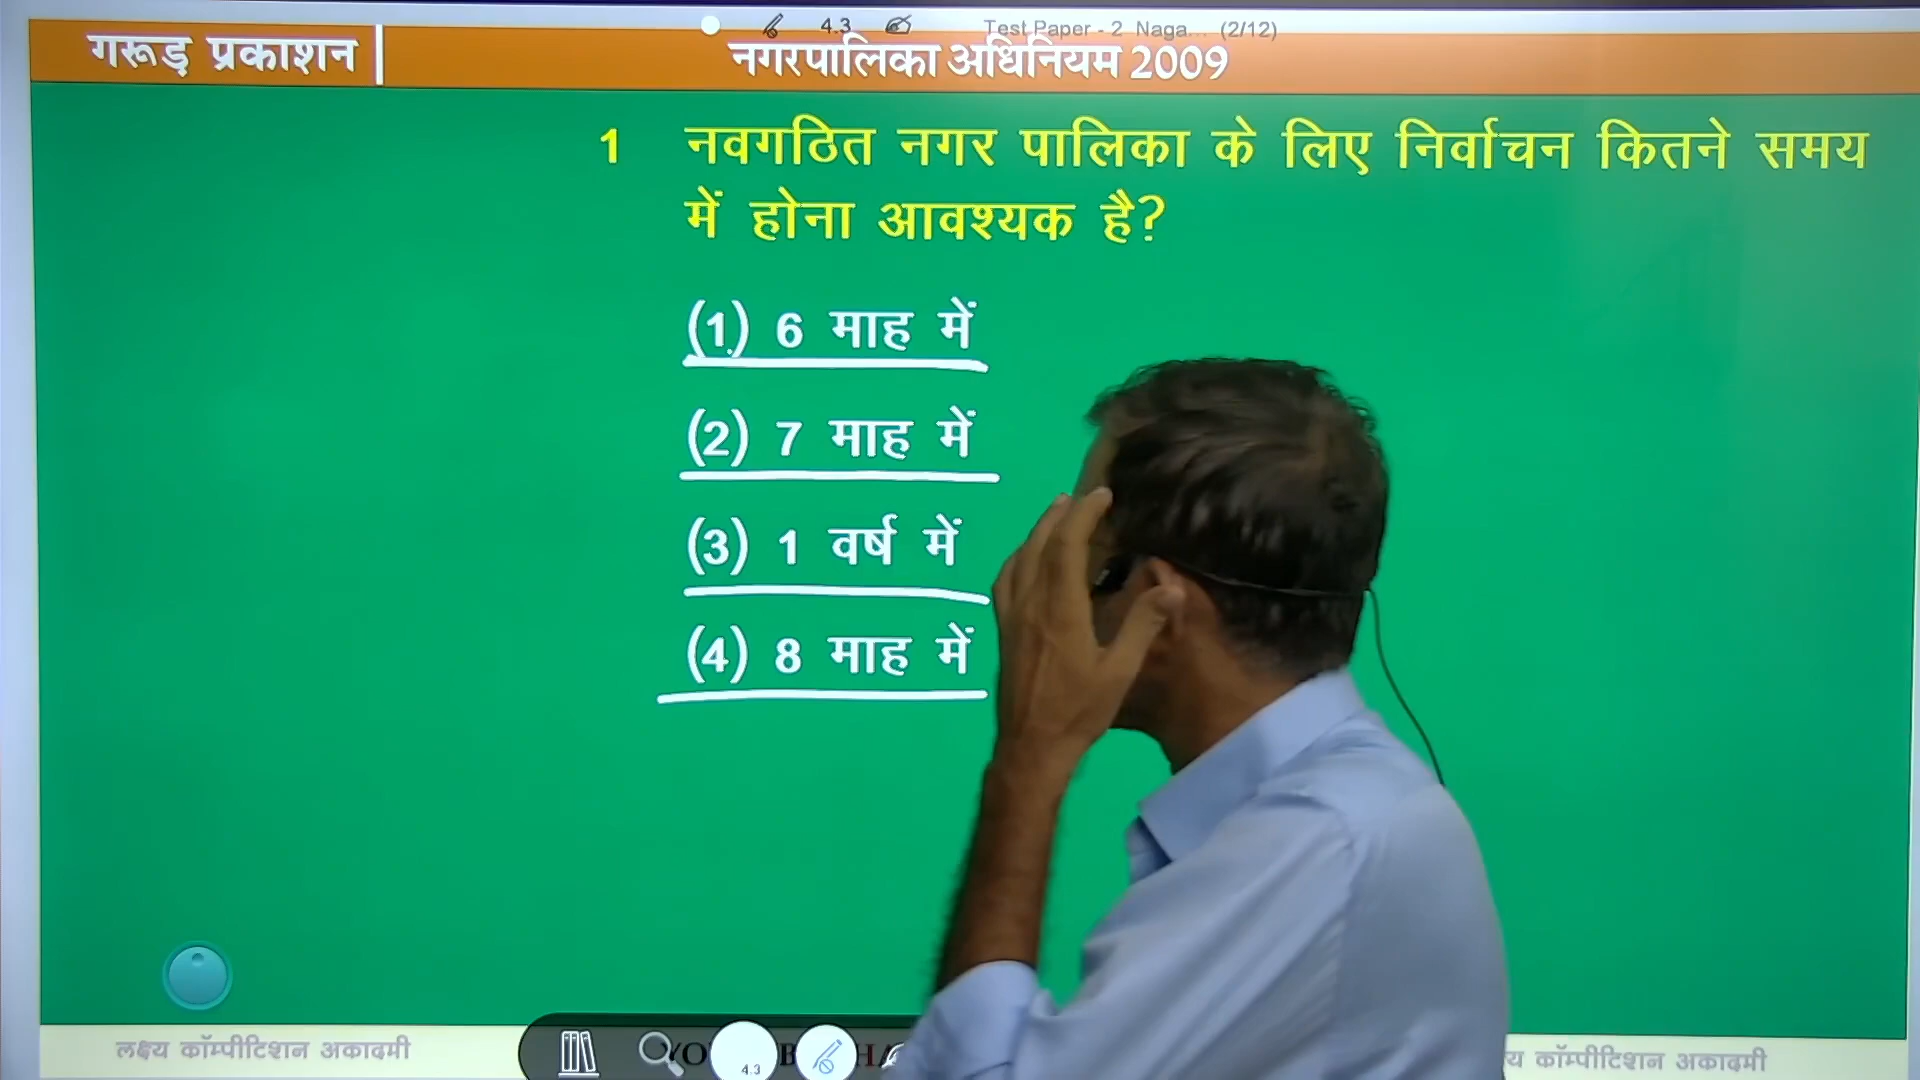 4.3 Test Paper - 2 Naga... (2/12)
गरूड़ प्रकाशन
नगरपालिका अधिनियम 2009
1 नवगठित नगर पालिका के लिए निर्वाचन कितने समय
में होना आवश्यक है?
(1) 6 माह में
(2) 7 माह में
(3) 1 वर्ष में
(4) 8 माह में
लक्ष्य कॉम्पीटिशन अकादमी
4.3
कॉम्पीटिशन अकादमी